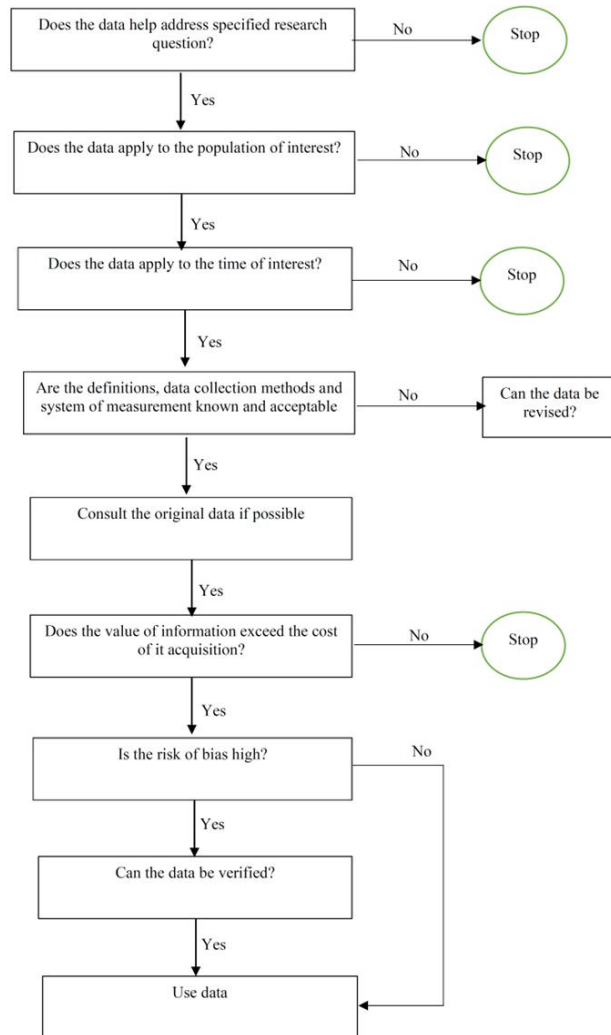 Does the data help address specified research
question?
No
Stop
Yes
Does the data apply to the population of interest?
No
Stop
Yes
Does the data apply to the time of interest?
No
Stop
Yes
Are the definitions, data collection methods and
system of measurement known and acceptable
No
Can the data be
revised?
Yes
Consult the original data if possible
Yes
Does the value of information exceed the cost
of it acquisition?
No
Stop
Yes
Is the risk of bias high?
No
Yes
Can the data be verified?
Yes
Use data